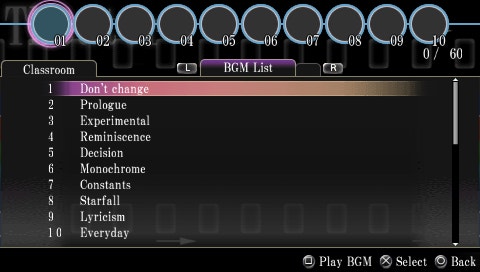 01 02 03 04 05 06 07 08 09 10
0 / 60
Classroom L BGM List R
1 Don't change
2 Prologue
3 Experimental
4 Reminiscence
5 Decision
6 Monochrome
7 Constants
8 Starfall
9 Lyricism
10 Everyday
Play BGM Select Back